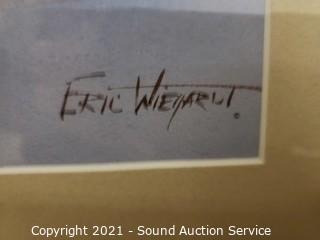 ERIC WIEGARDT.
Copyright 2021 - Sound Auction Service